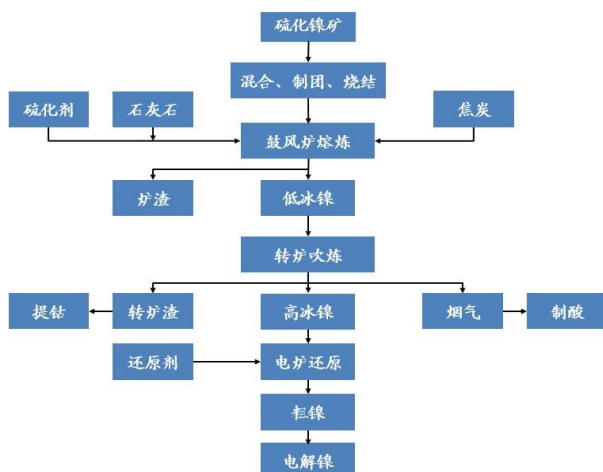 硫化镍矿
混合、制团、烧结
硫化剂
石灰石
焦炭
鼓风炉熔炼
炉渣
低冰镍
转炉吹炼
提钴
转炉渣
高冰镍
烟气
制酸
还原剂
电炉还原
粗镍
电解镍